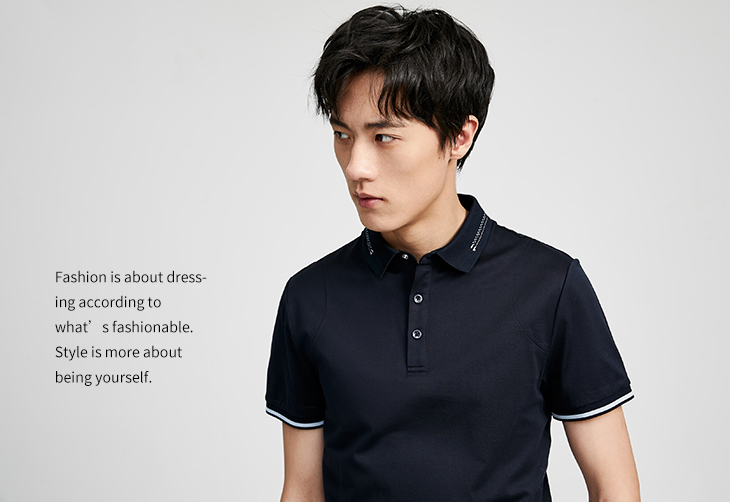 Fashion is about dress-
ing according to
what’s fashionable.
Style is more about
being yourself.